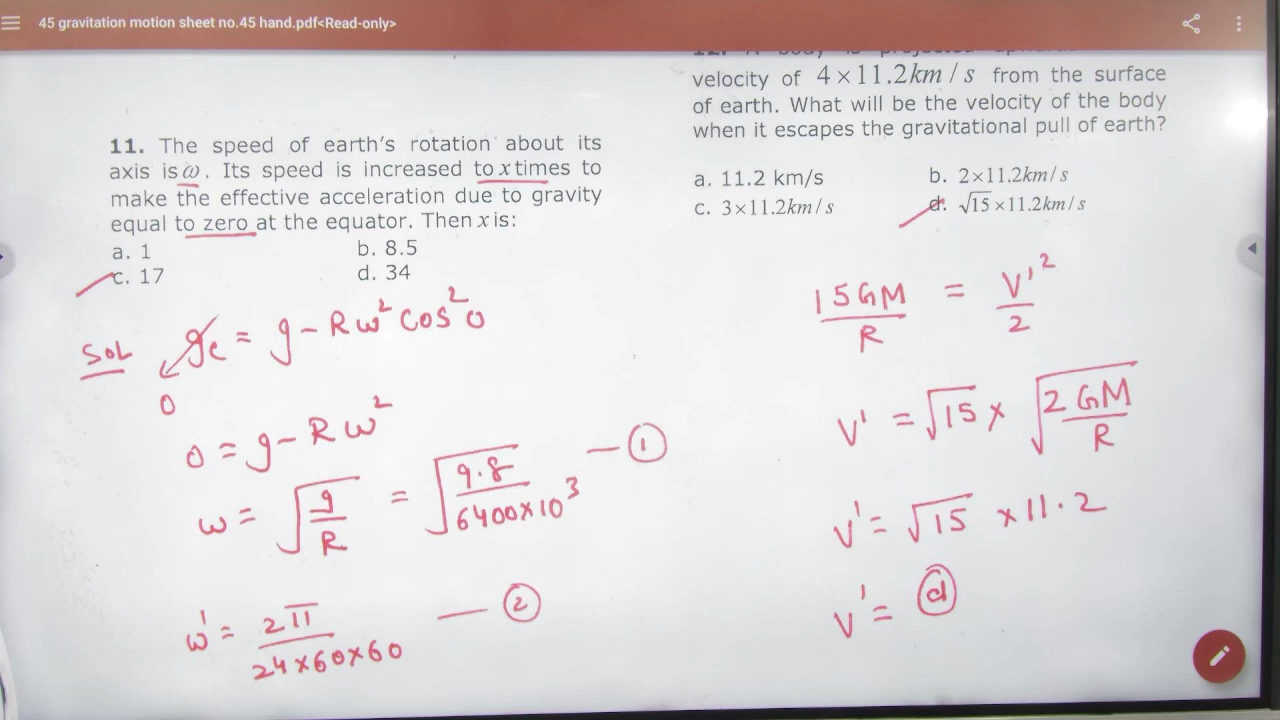 45 gravitation motion sheet no.45 hand.pdf<Read-only>
11. The speed of earth's rotation about its
axis is ω. Its speed is increased to x times to
make the effective acceleration due to gravity
equal to zero at the equator. Then x is:
a. 1
b. 8.5
c. 17
d. 34
Sol
ge = g - Rω² cos² 0
0
0 = g - Rω²
ω = √(g/R) = √(9.8/6400×10³) — ①
ω' = 2π/24×60×60 — ②
velocity of 4×11.2km/s from the surface
of earth. What will be the velocity of the body
when it escapes the gravitational pull of earth?
a. 11.2 km/s
b. 2×11.2km/s
c. 3×11.2km/s
d. √15×11.2km/s
15GM/R = V'²/2
V' = √15 × √(2GM/R)
V' = √15 ×11.2
V' = ⓓ